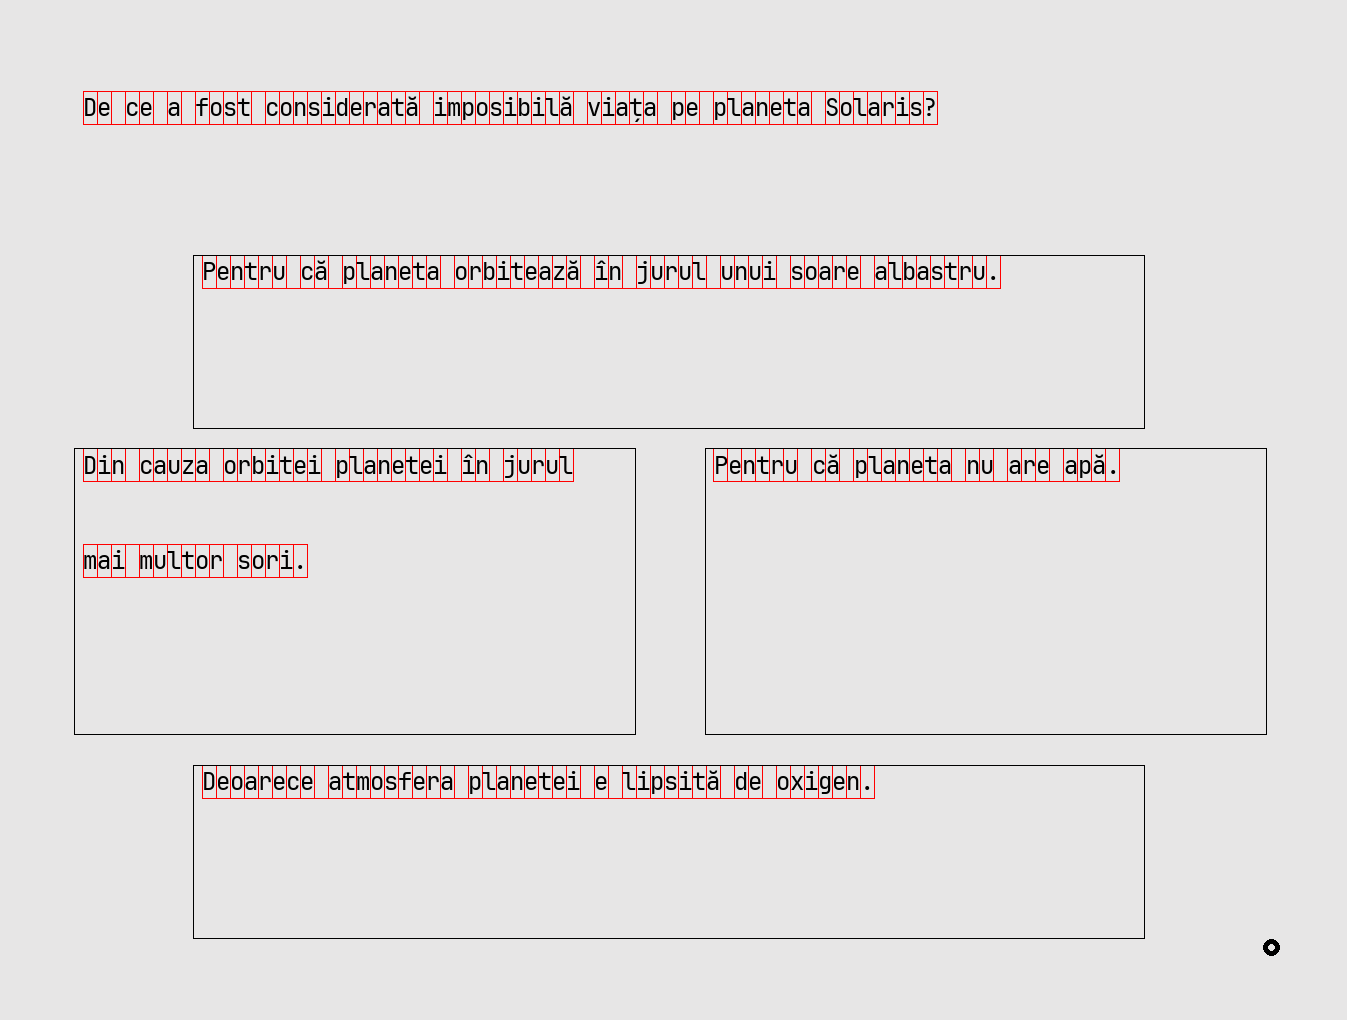 De ce a fost considerată imposibilă viața pe planeta Solaris?
Pentru că planeta orbitează în jurul unui soare albastru.
Din cauza orbitei planetei în jurul
mai multor sori.
Pentru că planeta nu are apă.
Deoarece atmosfera planetei e lipsită de oxigen.